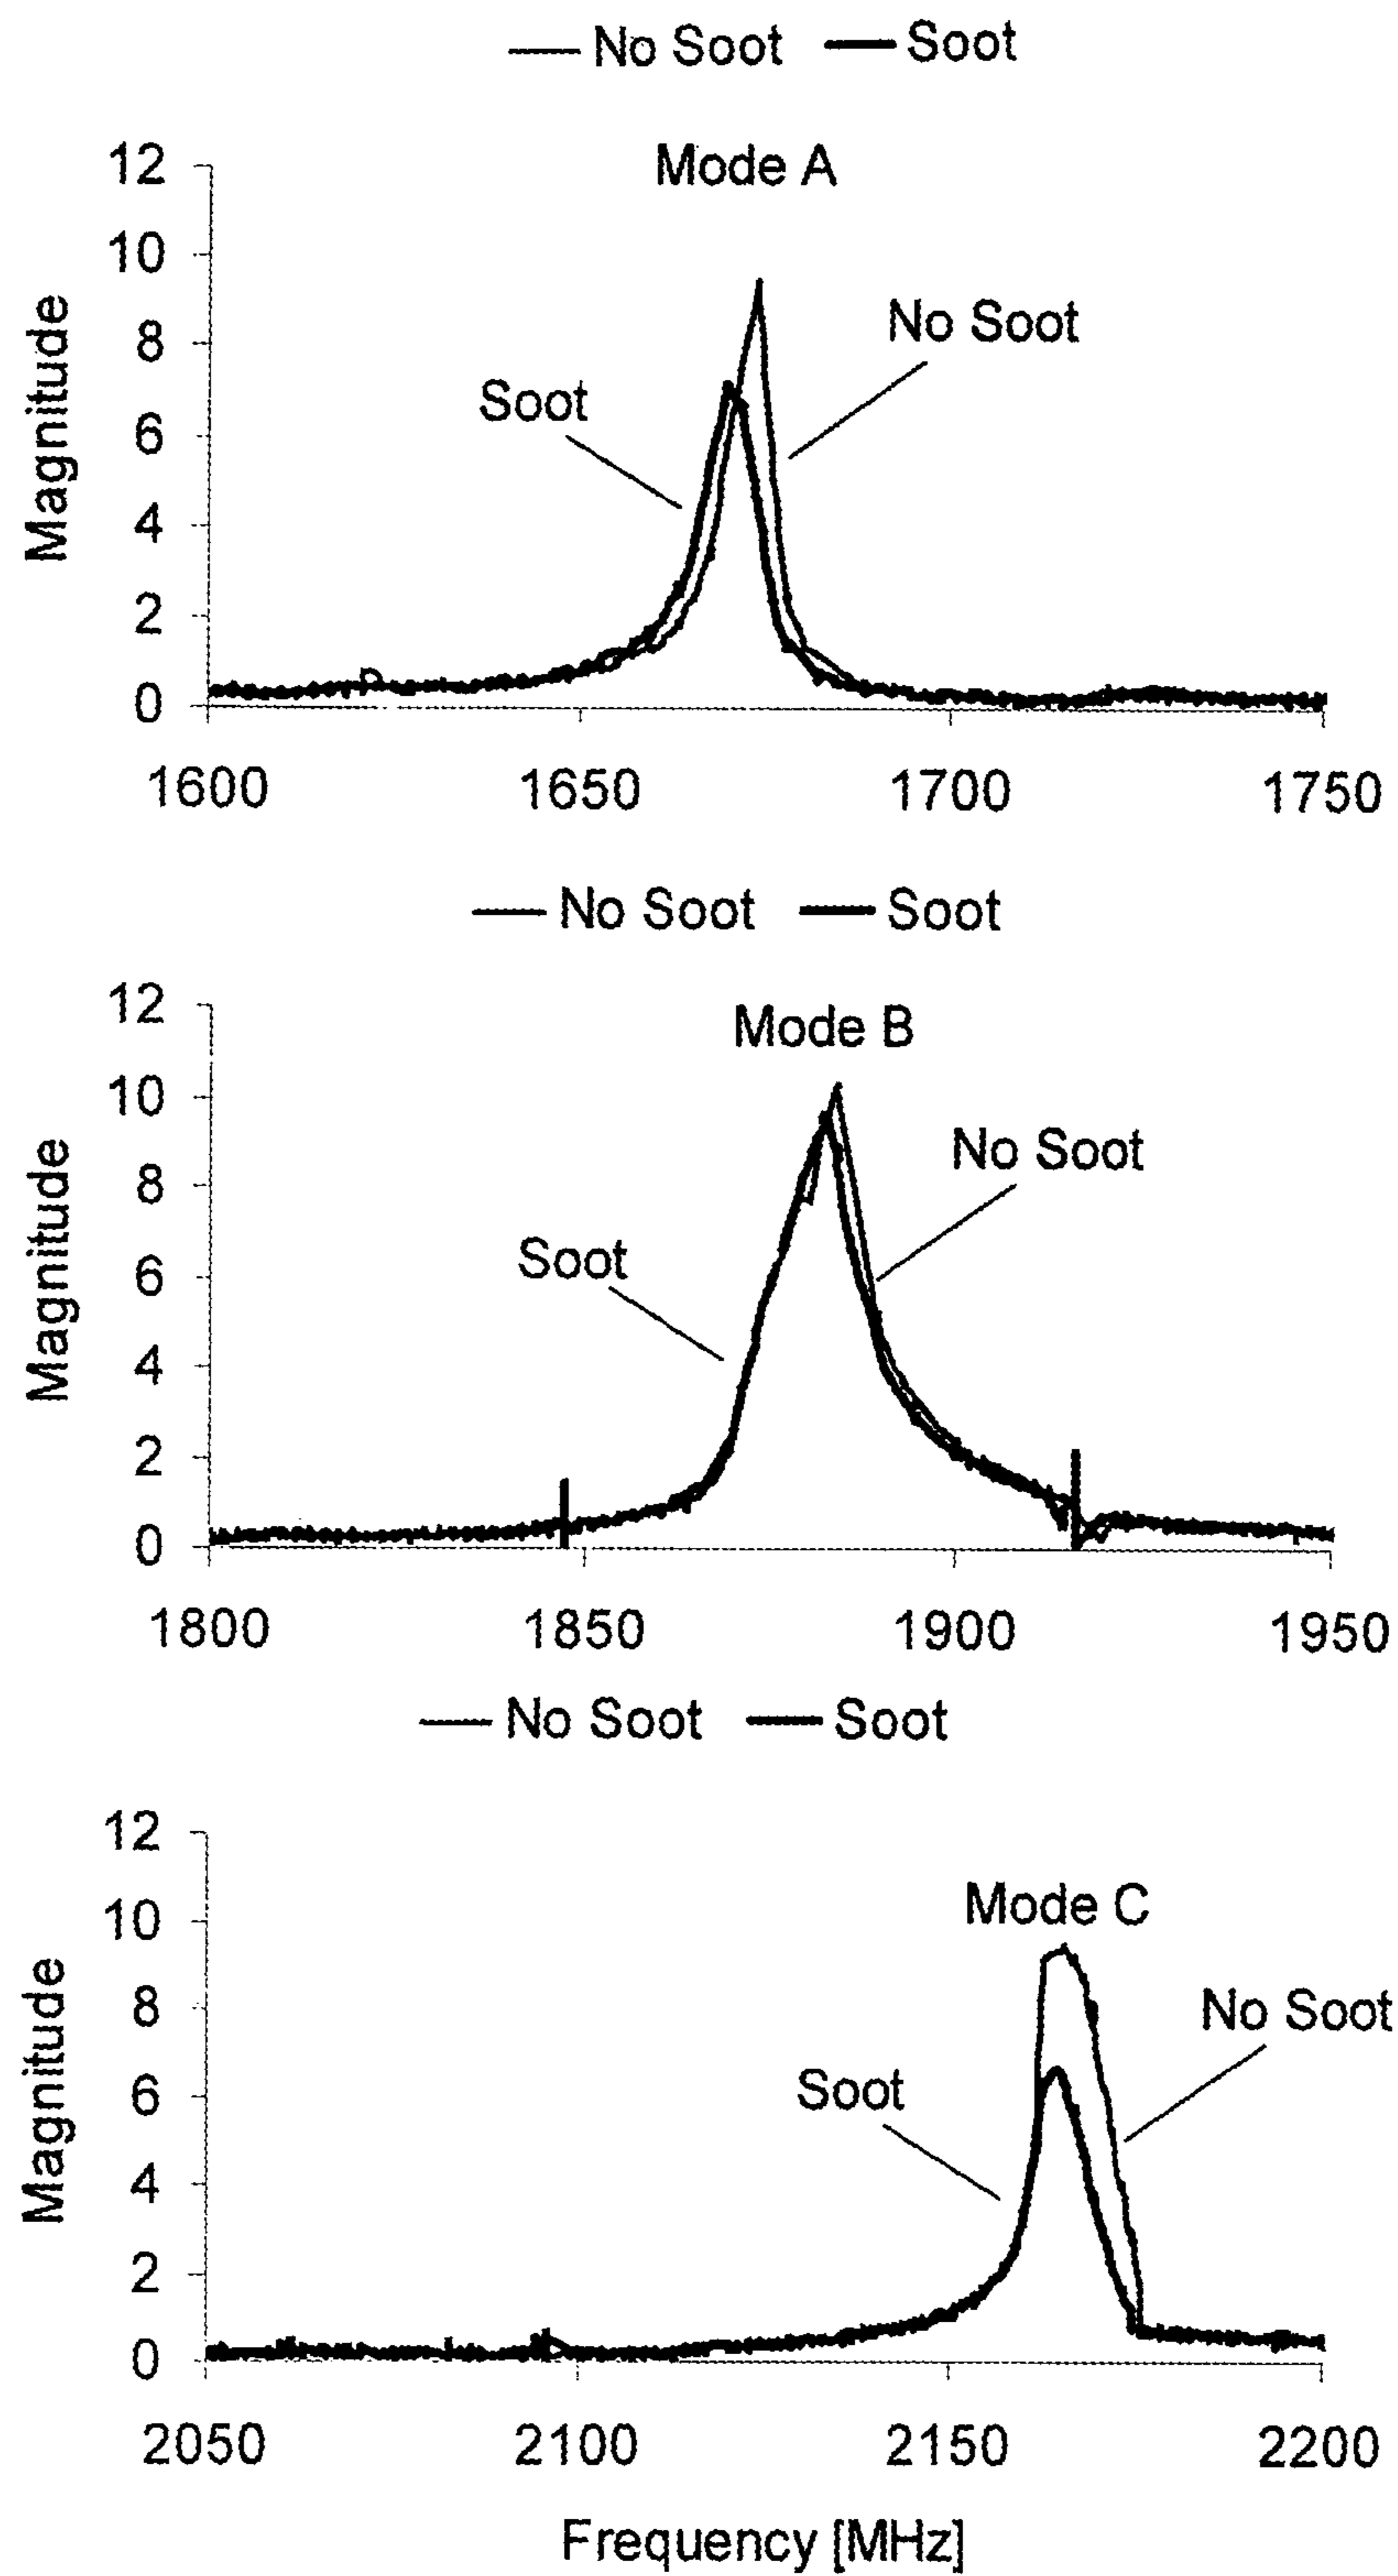 No Soot Soot
Mode A
12
10
8
6
4
2
0
Magnitude
Soot
No Soot
1600 1650 1700 1750
No Soot Soot
Mode B
12
10
8
6
4
2
0
Magnitude
Soot
No Soot
1800 1850 1900 1950
No Soot Soot
Mode C
12
10
8
6
4
2
0
Magnitude
Soot
No Soot
2050 2100 2150 2200
Frequency [MHz]